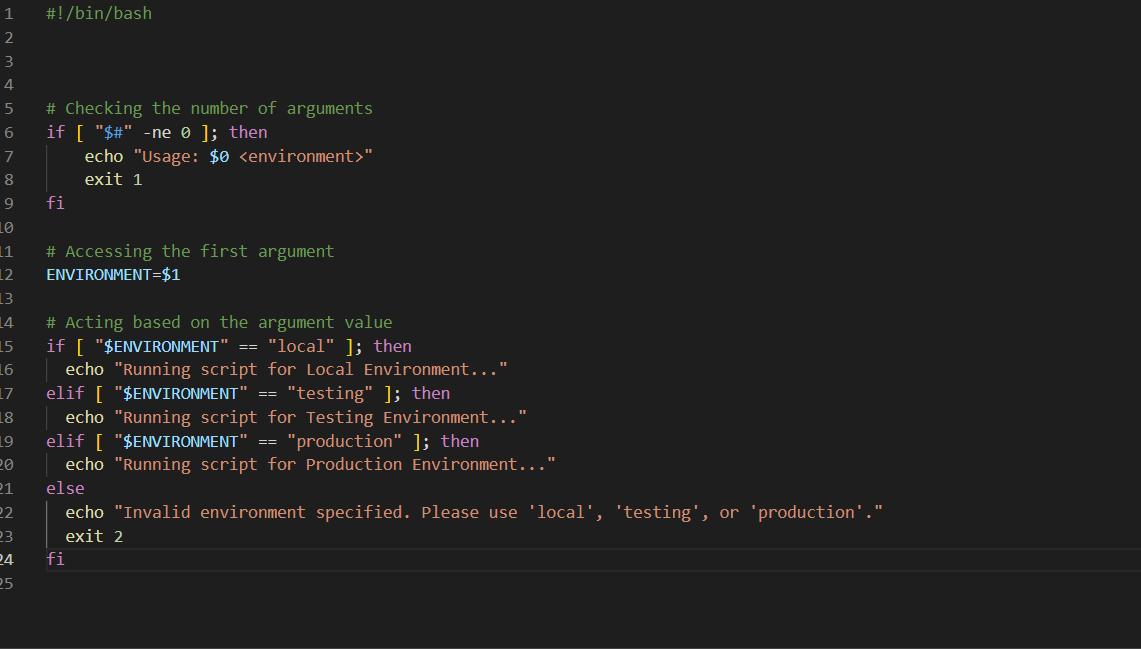 1 #!/bin/bash
2
3
4
5 # Checking the number of arguments
6 if [ "$#" -ne 0 ]; then
7 echo "Usage: $0 <environment>"
8 exit 1
9 fi
10
11 # Accessing the first argument
12 ENVIRONMENT=$1
13
14 # Acting based on the argument value
15 if [ "$ENVIRONMENT" == "local" ]; then
16 echo "Running script for Local Environment..."
17 elif [ "$ENVIRONMENT" == "testing" ]; then
18 echo "Running script for Testing Environment..."
19 elif [ "$ENVIRONMENT" == "production" ]; then
20 echo "Running script for Production Environment..."
21 else
22 echo "Invalid environment specified. Please use 'local', 'testing', or 'production'."
23 exit 2
24 fi
25